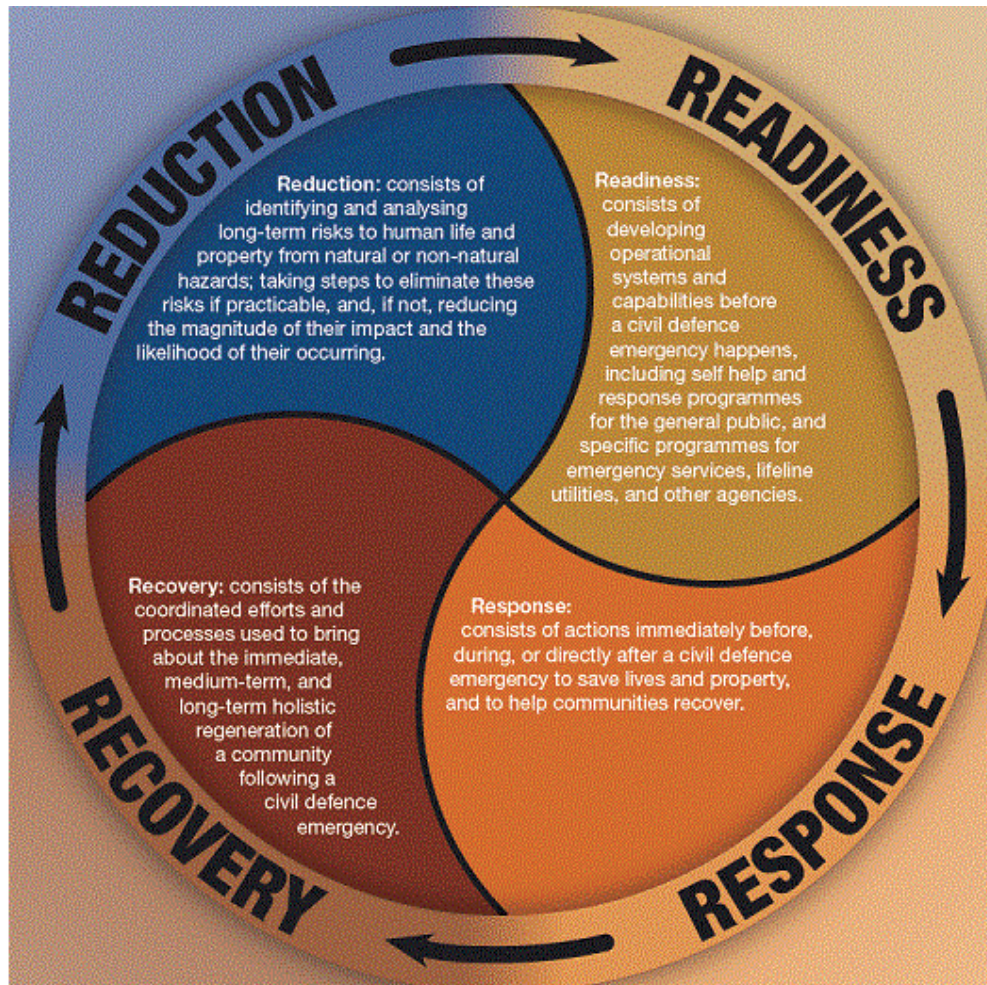 REDUCTION
READINESS
Reduction: consists of
identifying and analysing
long-term risks to human life and
property from natural or non-natural
hazards; taking steps to eliminate these
risks if practicable, and, if not, reducing
the magnitude of their impact and the
likelihood of their occurring.
Readiness:
consists of
developing
operational
systems and
capabilities before
a civil defence
emergency happens,
including self help and
response programmes
for the general public, and
specific programmes for
emergency services, lifeline
utilities, and other agencies.
Recovery: consists of the
coordinated efforts and
processes used to bring
about the immediate,
medium-term, and
long-term holistic
regeneration of
a community
following a
civil defence
emergency.
Response:
consists of actions immediately before,
during, or directly after a civil defence
emergency to save lives and property,
and to help communities recover.
RECOVERY
RESPONSE